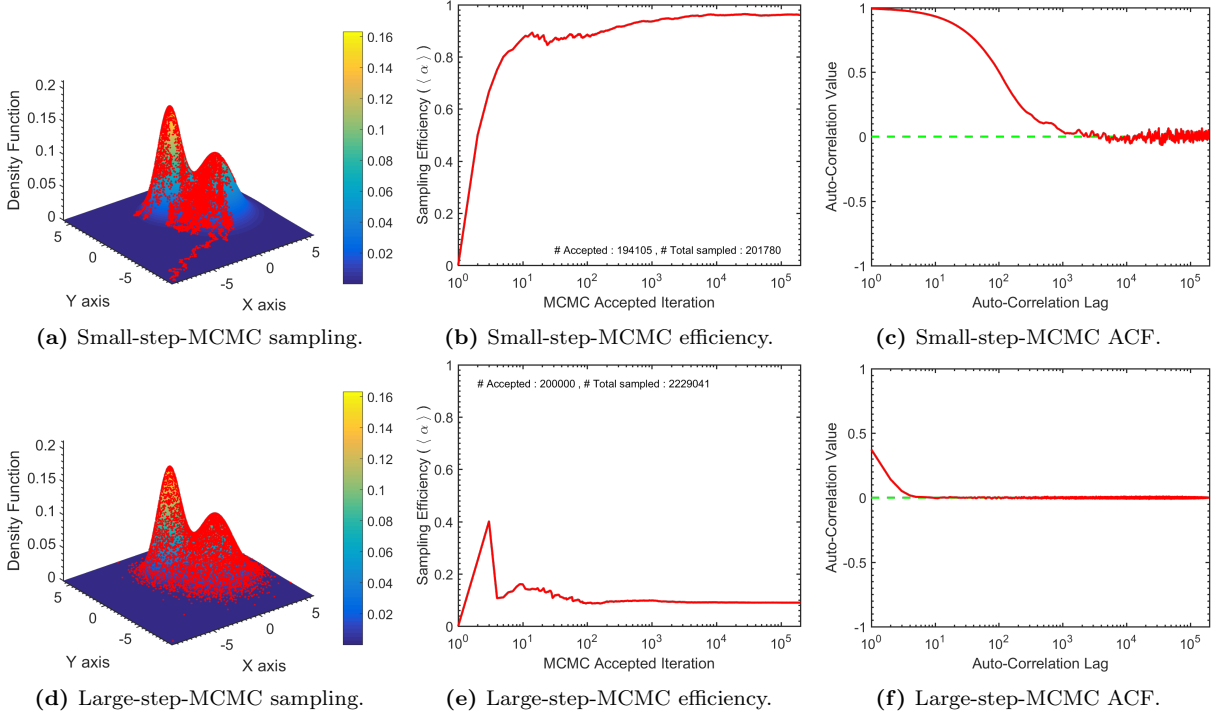 0.2
0.15
0.1
0.05
0
Density Function
5
0
-5
Y axis
-5
0
5
X axis
0.16
0.14
0.12
0.1
0.08
0.06
0.04
0.02
(a) Small-step-MCMC sampling.
1
0.8
0.6
0.4
0.2
0
Sampling Efficiency ( ⟨ α ⟩ )
# Accepted : 194105 , # Total sampled : 201780
10^0 10^1 10^2 10^3 10^4 10^5
MCMC Accepted Iteration
(b) Small-step-MCMC efficiency.
1
0.5
0
-0.5
-1
Auto-Correlation Value
10^0 10^1 10^2 10^3 10^4 10^5
Auto-Correlation Lag
(c) Small-step-MCMC ACF.
0.2
0.15
0.1
0.05
0
Density Function
5
0
-5
Y axis
-5
0
5
X axis
0.16
0.14
0.12
0.1
0.08
0.06
0.04
0.02
(d) Large-step-MCMC sampling.
1
0.8
0.6
0.4
0.2
0
Sampling Efficiency ( ⟨ α ⟩ )
# Accepted : 200000 , # Total sampled : 2229041
10^0 10^1 10^2 10^3 10^4 10^5
MCMC Accepted Iteration
(e) Large-step-MCMC efficiency.
1
0.5
0
-0.5
-1
Auto-Correlation Value
10^0 10^1 10^2 10^3 10^4 10^5
Auto-Correlation Lag
(f) Large-step-MCMC ACF.